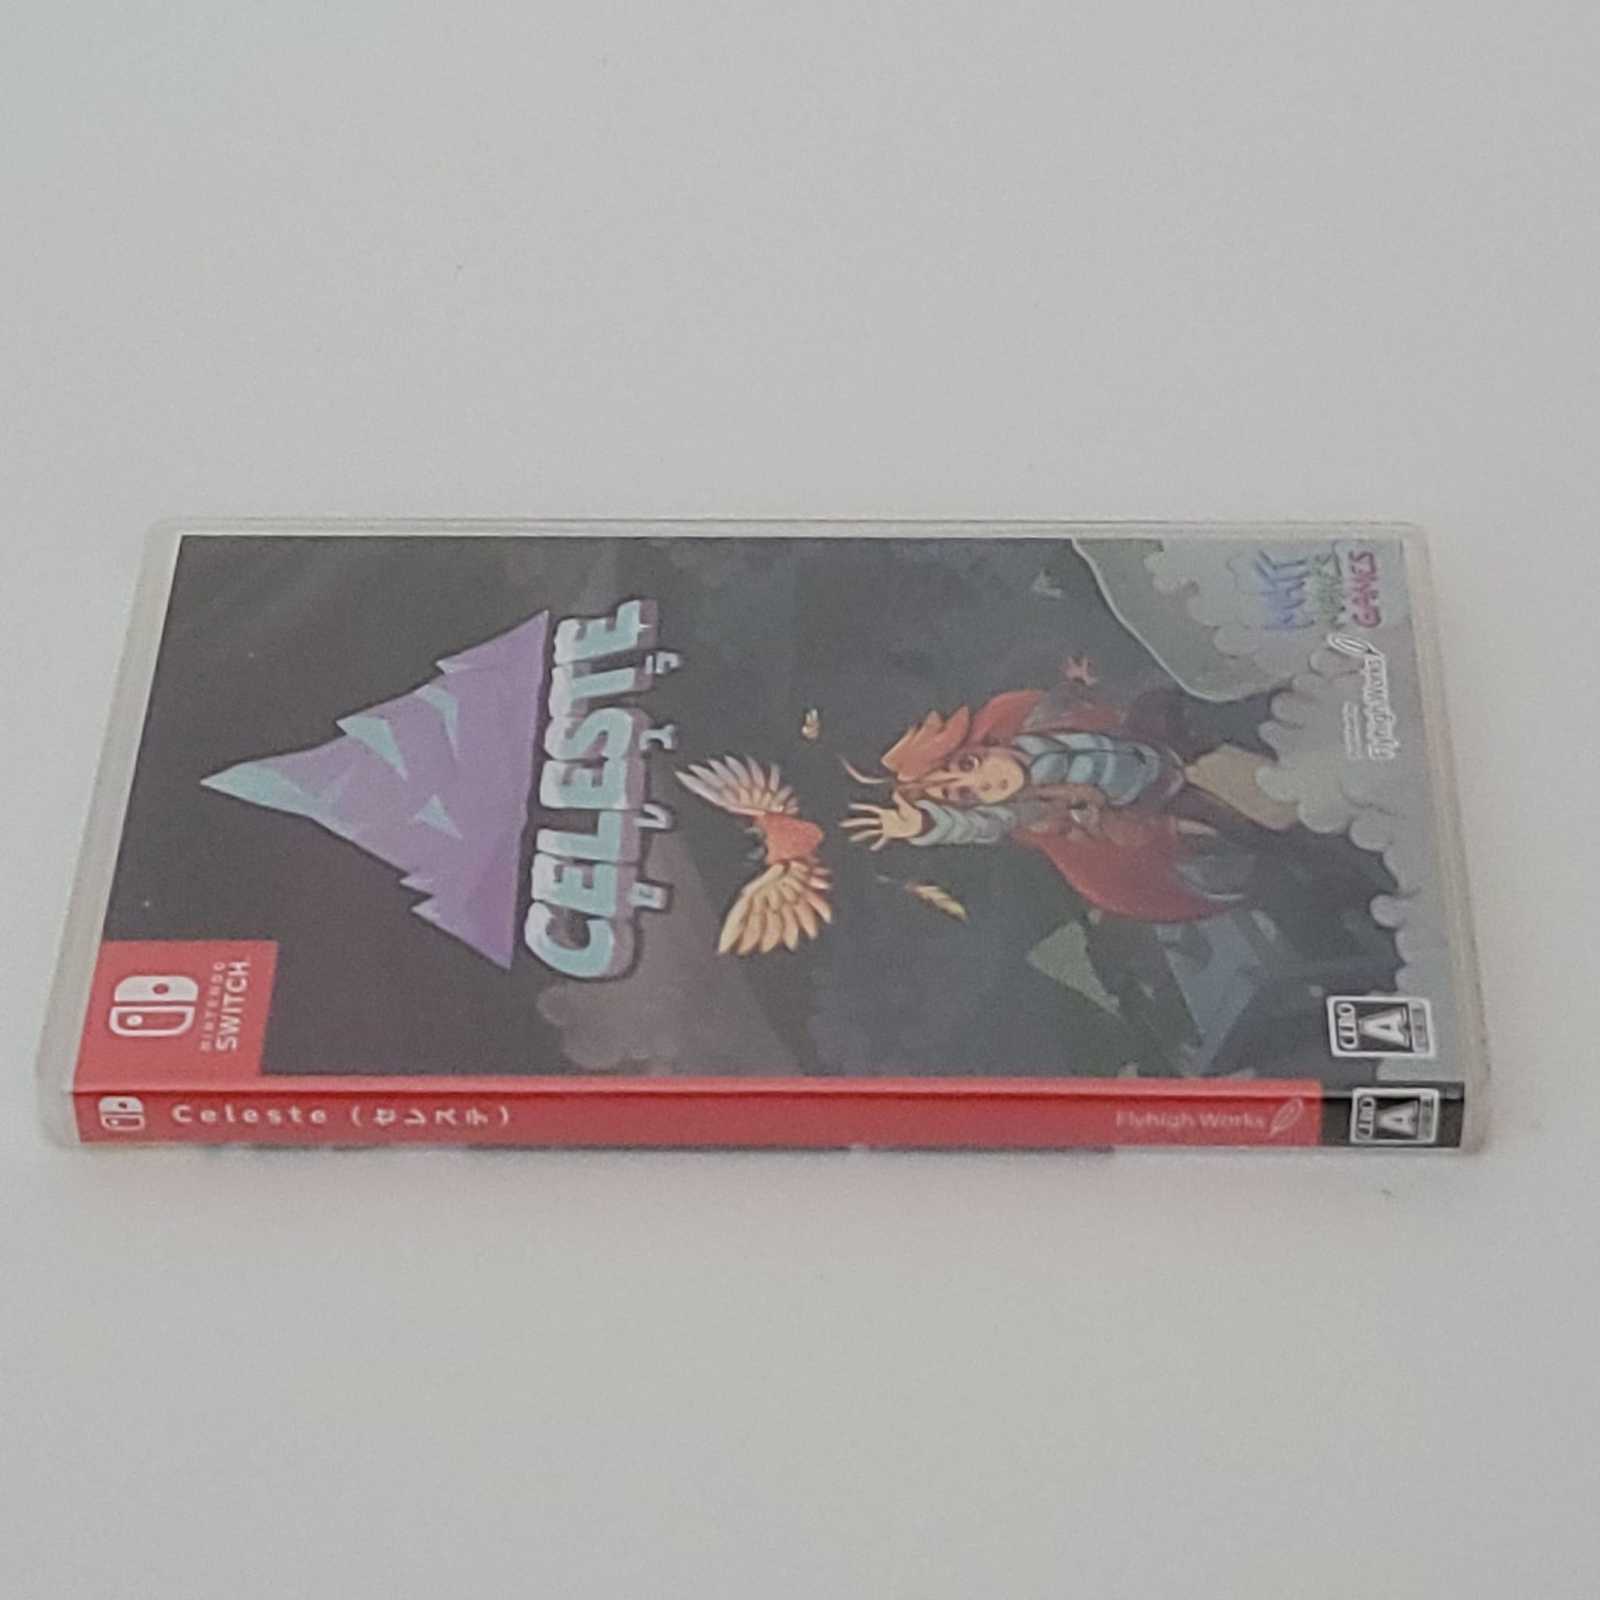 NINTENDO
SWITCH
CELESTE
セレステ
Flyhigh Works
MATT
MAKES
GAMES
CERO
A
Celeste (セレステ)
Flyhigh Works
CERO
A